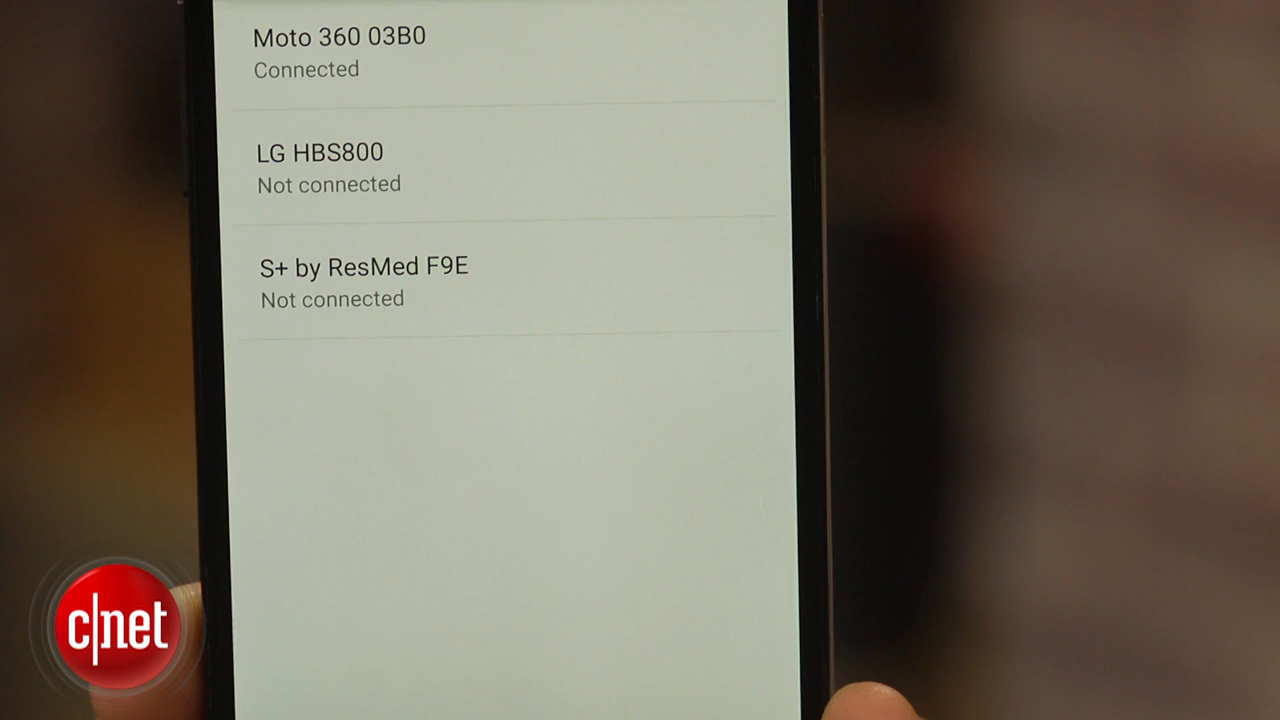 Moto 360 03B0
Connected
LG HBS800
Not connected
S+ by ResMed F9E
Not connected
c|net